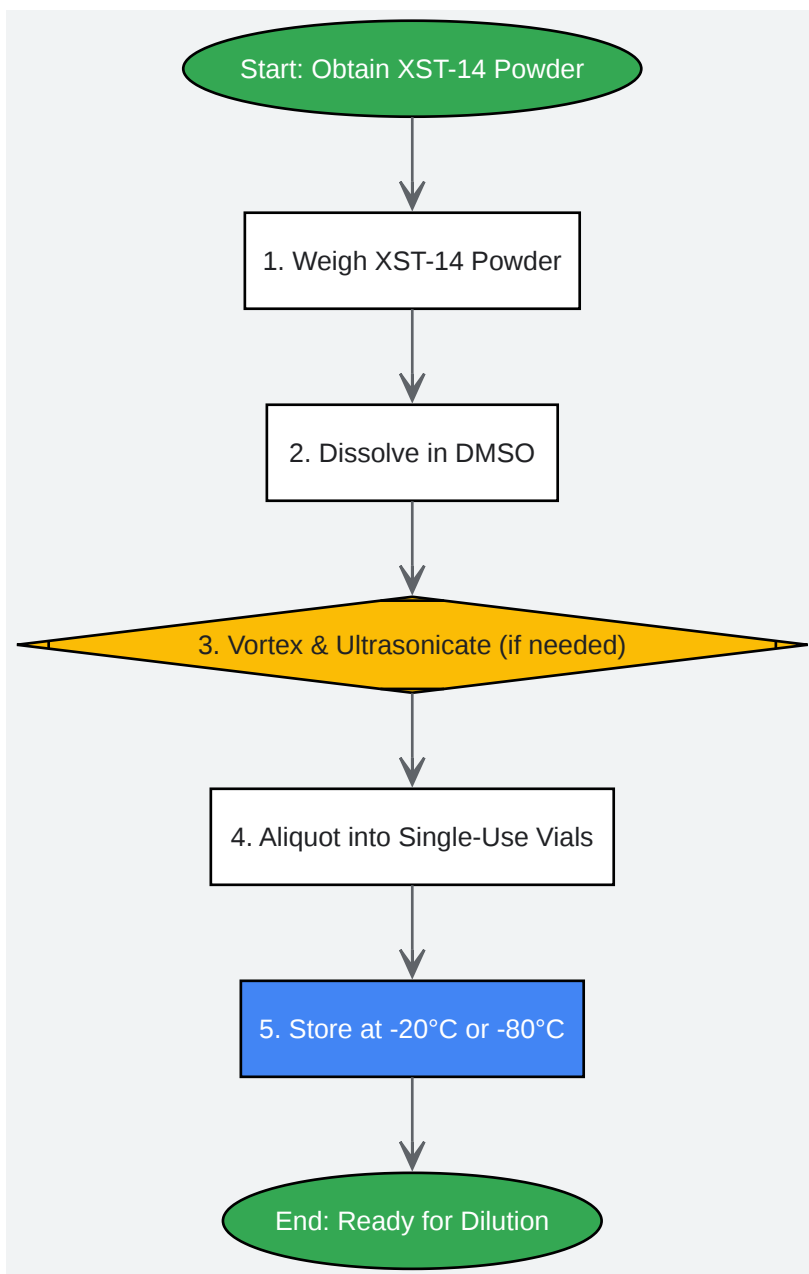 Start: Obtain XST-14 Powder
1. Weigh XST-14 Powder
2. Dissolve in DMSO
3. Vortex & Ultrasonicate (if needed)
4. Aliquot into Single-Use Vials
5. Store at -20°C or -80°C
End: Ready for Dilution